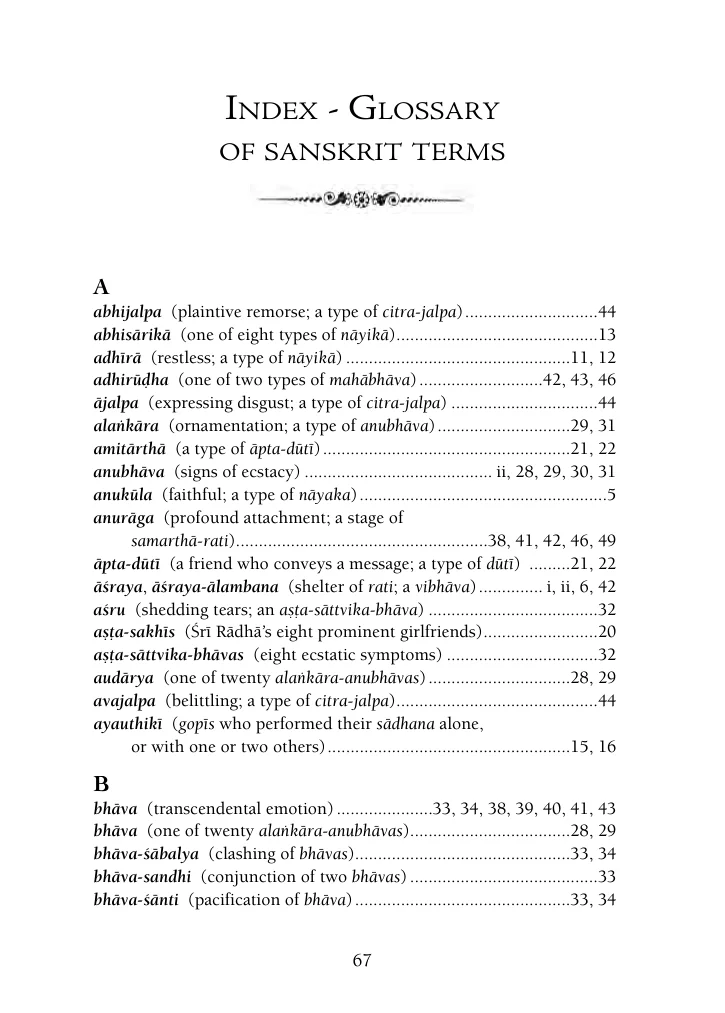 INDEX - GLOSSARY
OF SANSKRIT TERMS
A
abhijalpa (plaintive remorse; a type of citra-jalpa).............................44
abhisārikā (one of eight types of nāyikā)............................................13
adhīrā (restless; a type of nāyikā) .................................................11, 12
adhirūḍha (one of two types of mahābhāva)...........................42, 43, 46
ājalpa (expressing disgust; a type of citra-jalpa) ................................44
alaṅkāra (ornamentation; a type of anubhāva).............................29, 31
amitārthā (a type of āpta-dūtī)......................................................21, 22
anubhāva (signs of ecstacy) ......................................... ii, 28, 29, 30, 31
anukūla (faithful; a type of nāyaka)......................................................5
anurāga (profound attachment; a stage of
samarthā-rati).......................................................38, 41, 42, 46, 49
āpta-dūtī (a friend who conveys a message; a type of dūtī) .........21, 22
āśraya, āśraya-ālambana (shelter of rati; a vibhāva).............. i, ii, 6, 42
aśru (shedding tears; an aṣṭa-sāttvika-bhāva) .....................................32
aṣṭa-sakhīs (Śrī Rādhā’s eight prominent girlfriends).........................20
aṣṭa-sāttvika-bhāvas (eight ecstatic symptoms) .................................32
audārya (one of twenty alaṅkāra-anubhāvas)...............................28, 29
avajalpa (belittling; a type of citra-jalpa)............................................44
ayauthikī (gopīs who performed their sādhana alone,
or with one or two others).....................................................15, 16
B
bhāva (transcendental emotion) .....................33, 34, 38, 39, 40, 41, 43
bhāva (one of twenty alaṅkāra-anubhāvas)...................................28, 29
bhāva-śābalya (clashing of bhāvas)...............................................33, 34
bhāva-sandhi (conjunction of two bhāvas) .........................................33
bhāva-śānti (pacification of bhāva)...............................................33, 34
67